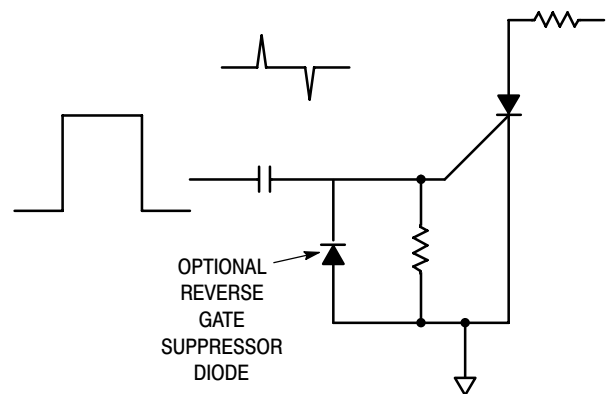 OPTIONAL
REVERSE
GATE
SUPPRESSOR
DIODE